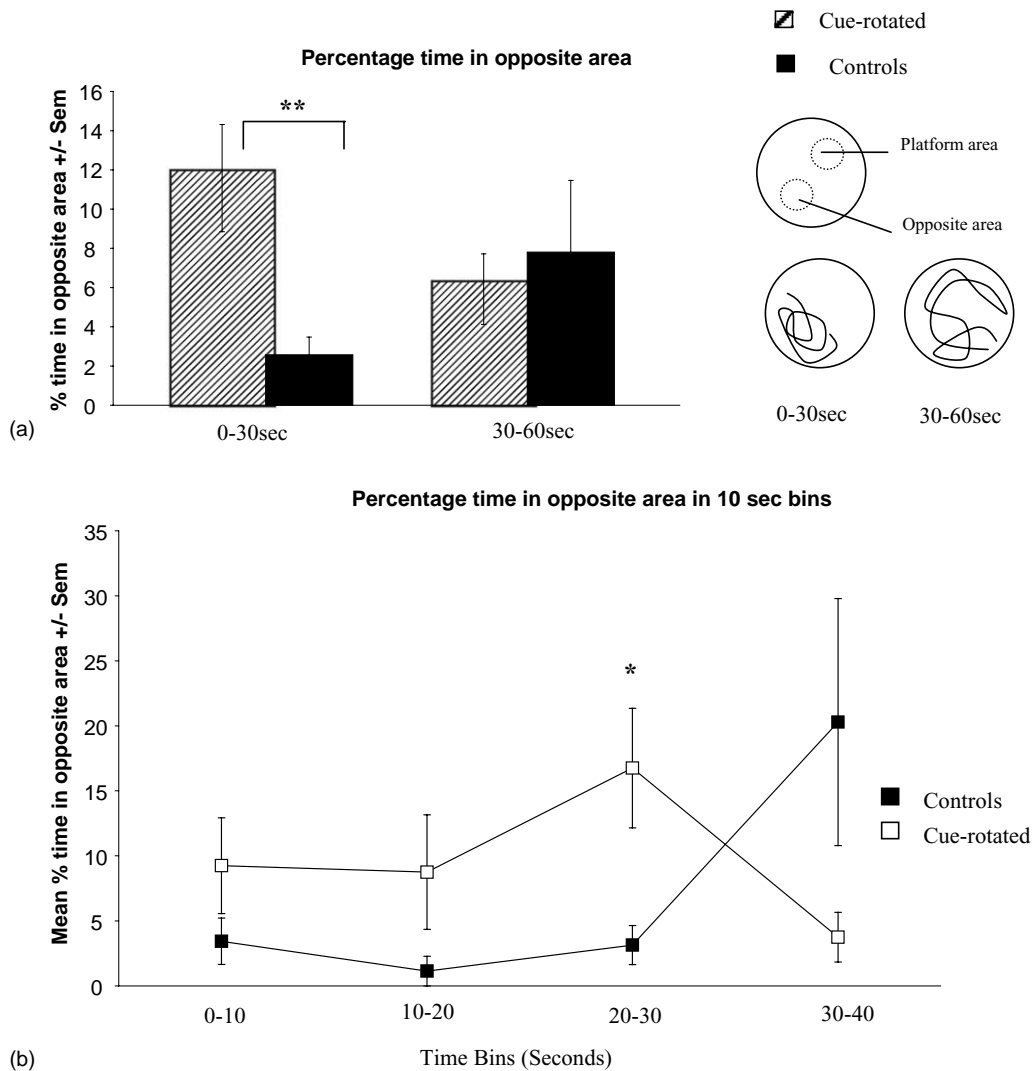 Cue-rotated
Controls
Percentage time in opposite area
% time in opposite area +/- Sem
16
14
12
10
8
6
4
2
0
**
0-30sec
30-60sec
(a)
Platform area
Opposite area
0-30sec
30-60sec
Percentage time in opposite area in 10 sec bins
Mean % time in opposite area +/- Sem
35
30
25
20
15
10
5
0
*
Controls
Cue-rotated
0-10
10-20
20-30
30-40
(b)
Time Bins (Seconds)